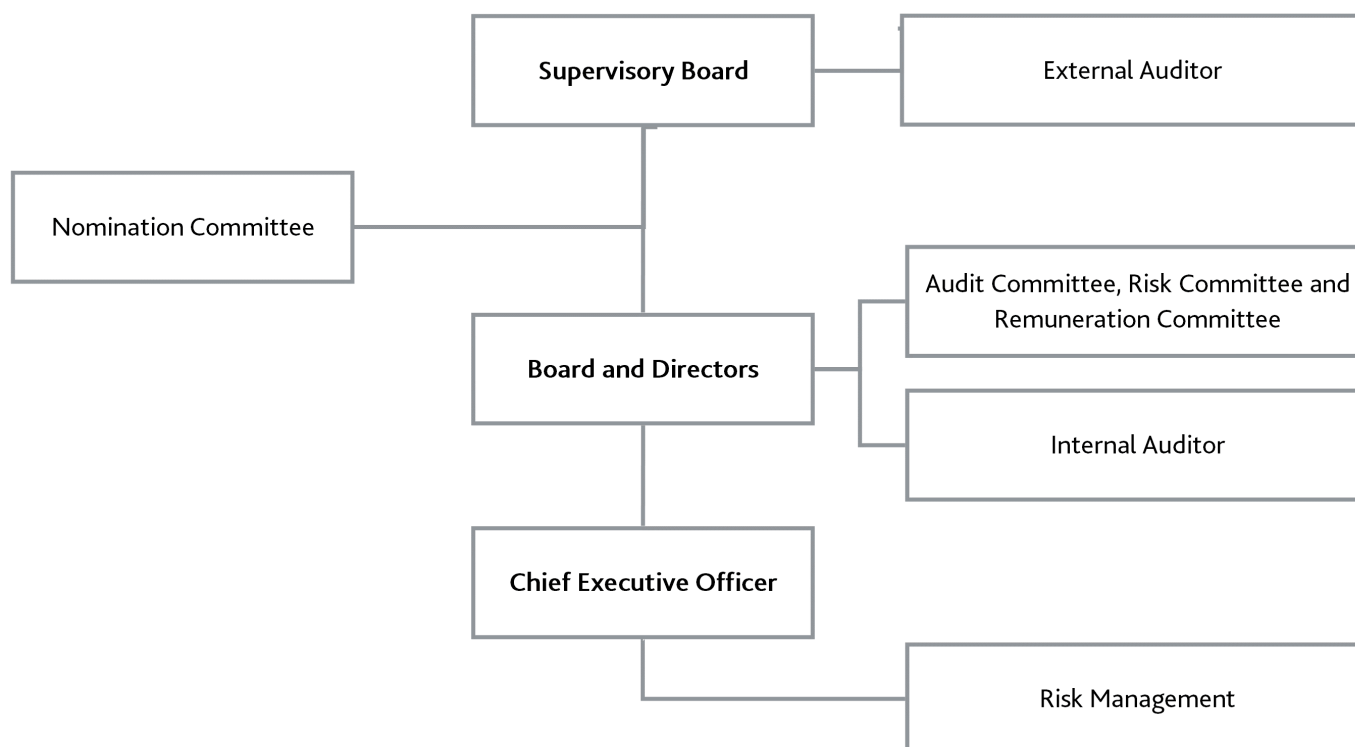 Supervisory Board
External Auditor
Nomination Committee
Audit Committee, Risk Committee and
Remuneration Committee
Board and Directors
Internal Auditor
Chief Executive Officer
Risk Management